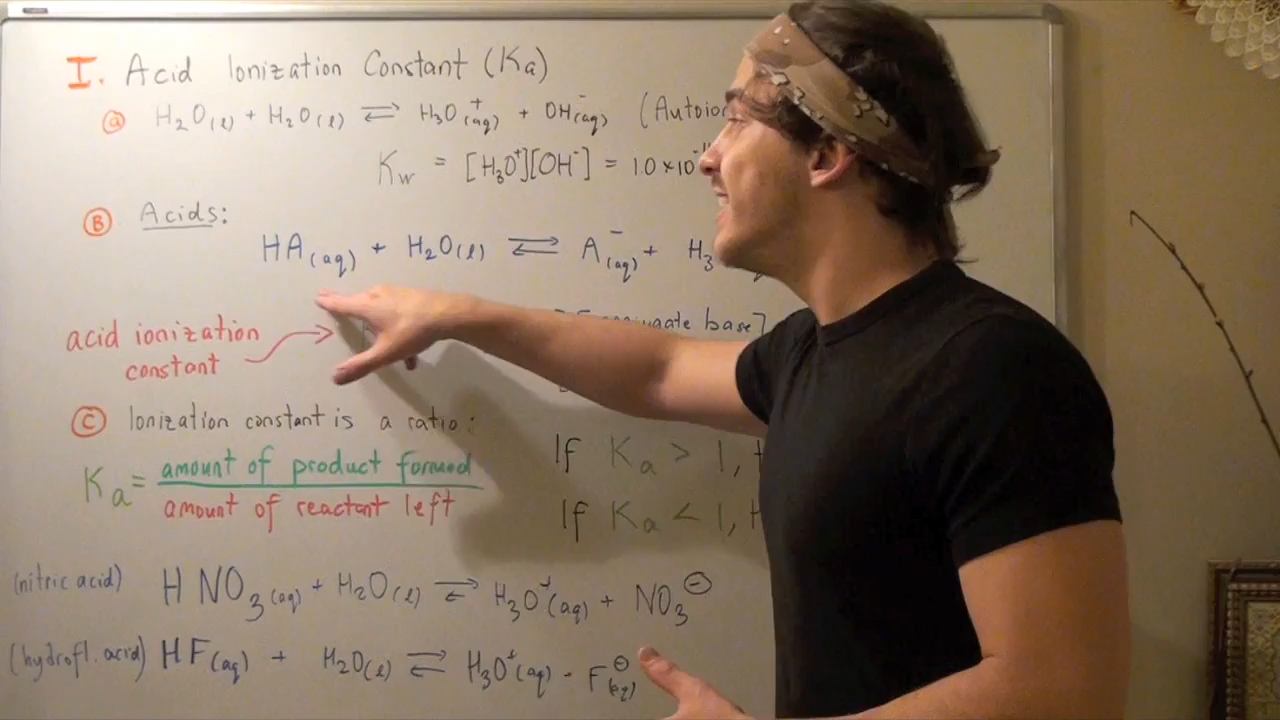 I. Acid Ionization Constant (Ka)
ⓐ H₂O(l) + H₂O(l) ⇌ H₃O⁺(aq) + OH⁻(aq)
Kw = [H₃O⁺][OH⁻] = 1.0 × 10⁻
Ⓑ Acids:
HA(aq) + H₂O(l) ⇌ A⁻(aq) + H₃
acid ionization
constant
base]
Ⓒ Ionization constant is a ratio:
Ka = amount of product formed
amount of reactant left
If Ka > 1,
If Ka < 1,
(nitric acid) HNO₃(aq) + H₂O(l) ⇌ H₃O⁺(aq) + NO₃⊖
(hydrofl. acid) HF(aq) + H₂O(l) ⇌ H₃O⁺(aq) - F⊖(aq)